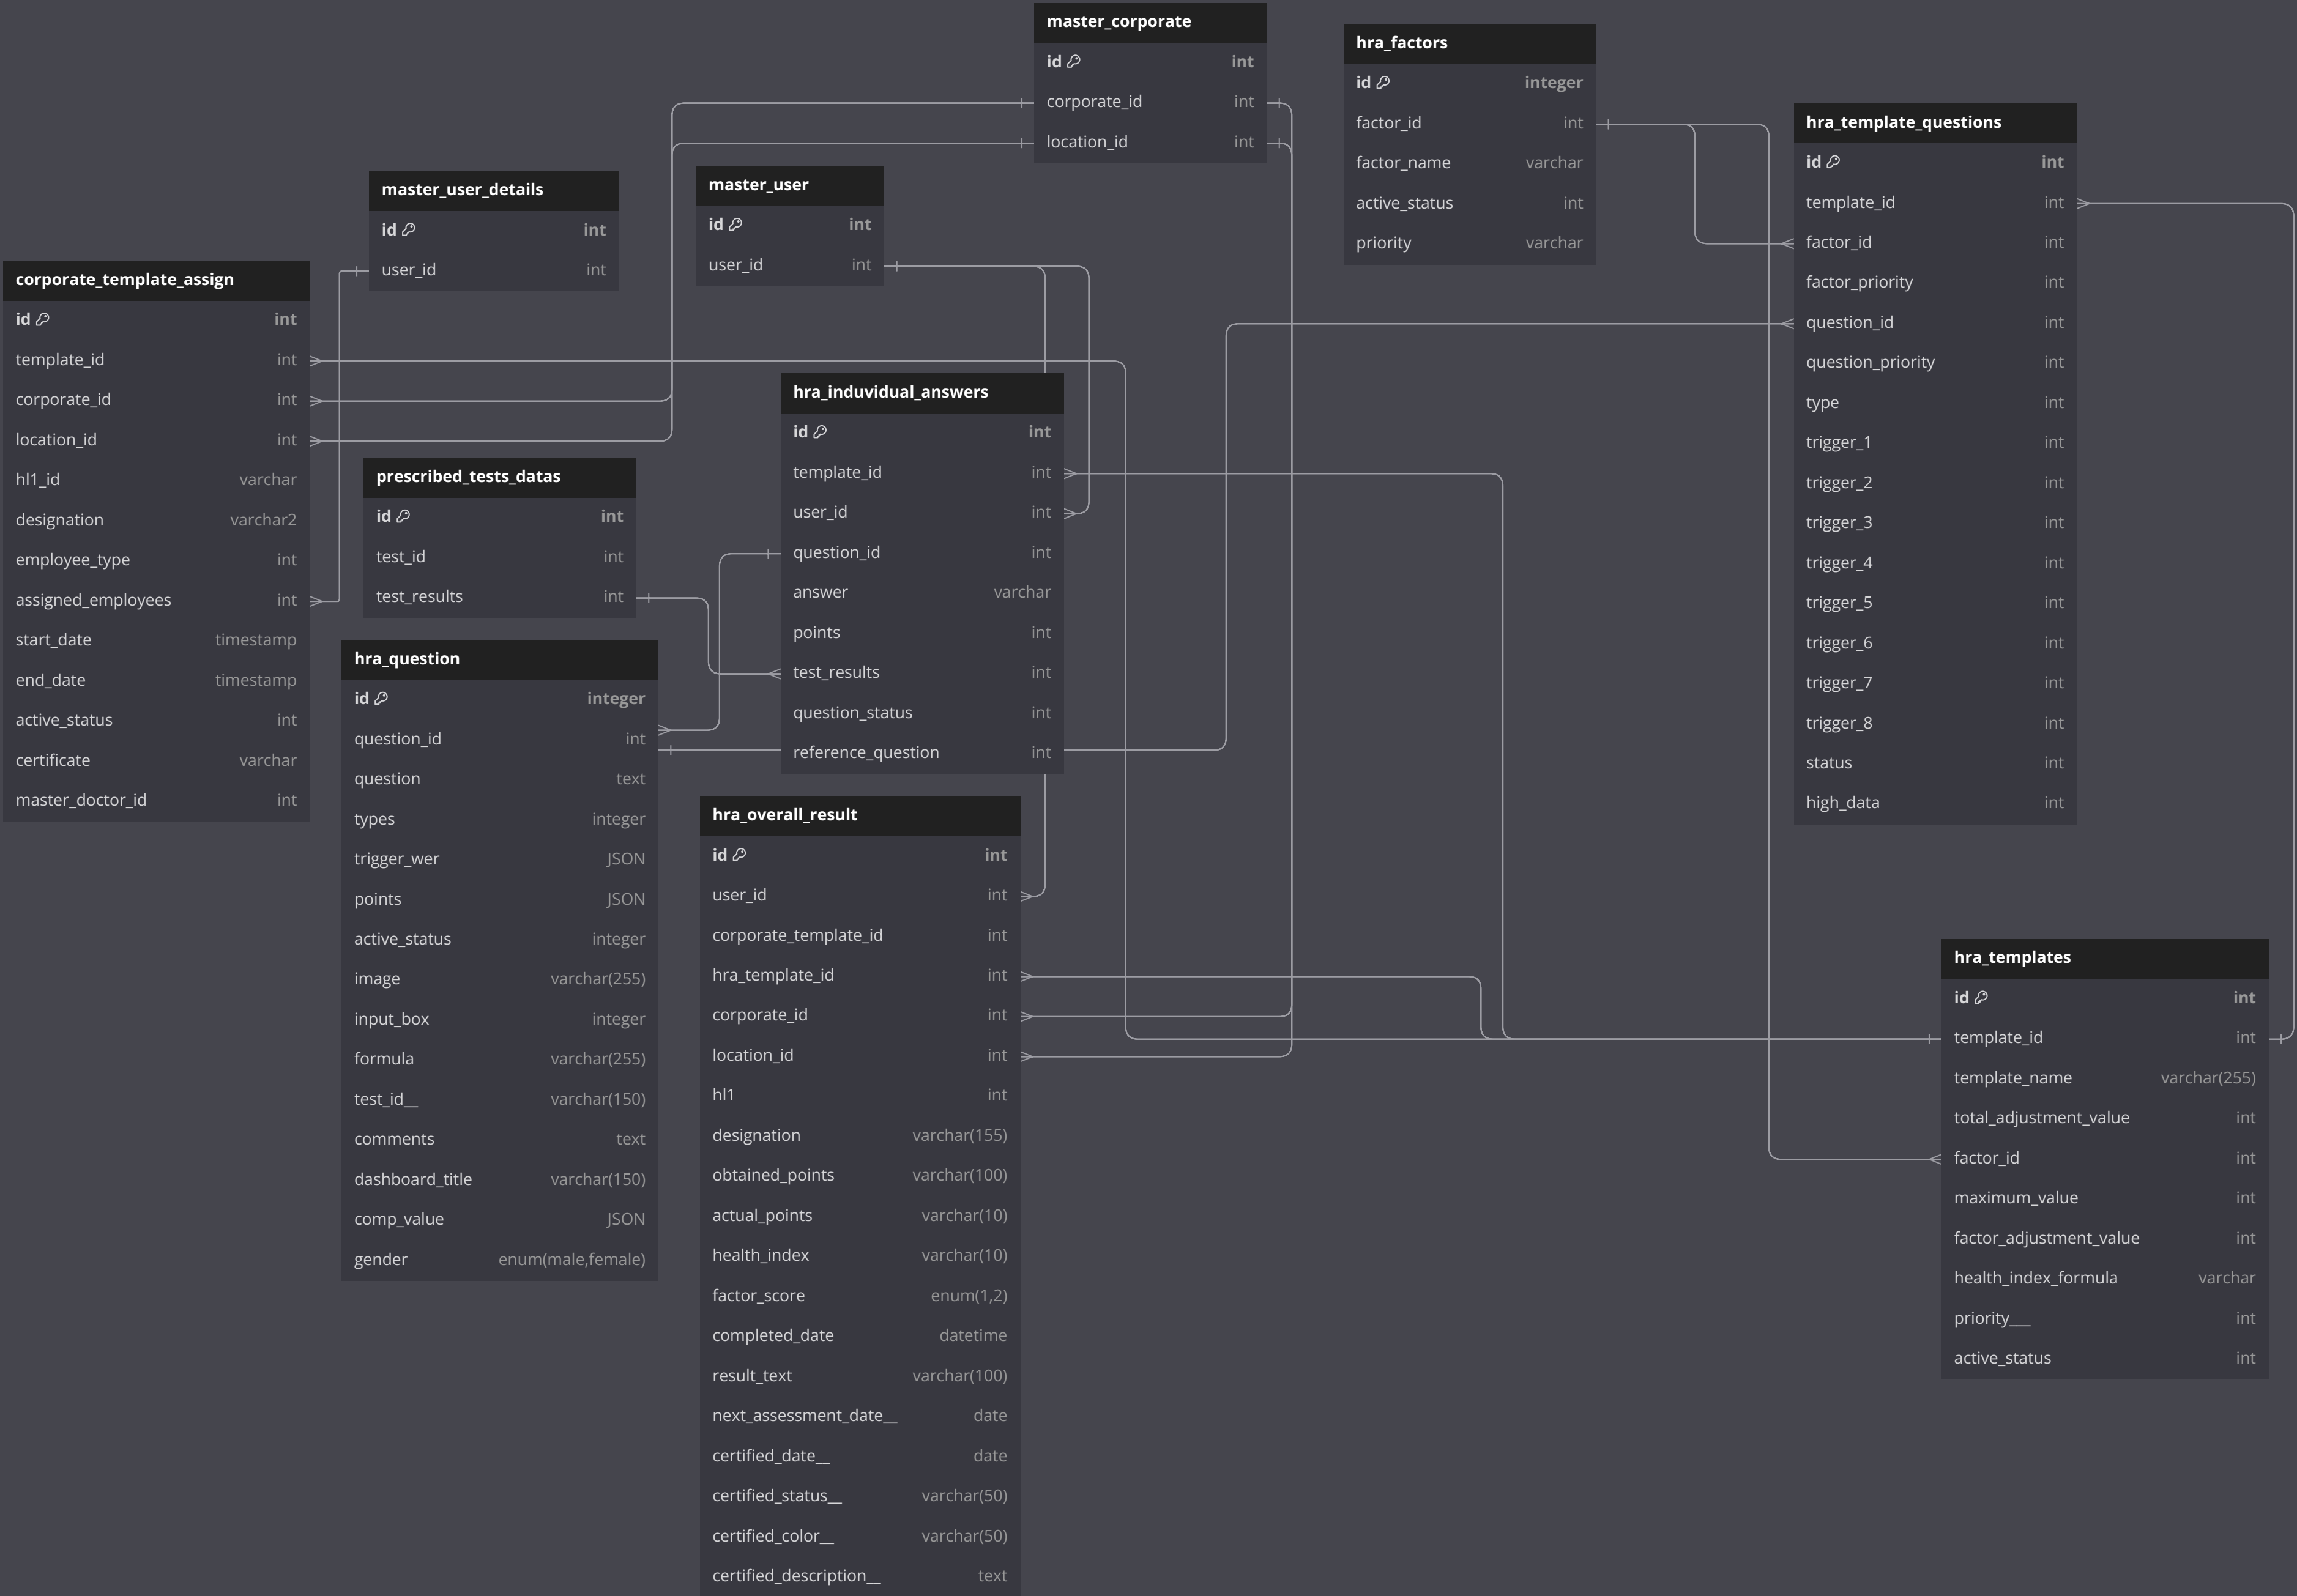 master_corporate
id int
corporate_id int
location_id int
hra_factors
id integer
factor_id int
factor_name varchar
active_status int
priority varchar
hra_template_questions
id int
template_id int
factor_id int
factor_priority int
question_id int
question_priority int
type int
trigger_1 int
trigger_2 int
trigger_3 int
trigger_4 int
trigger_5 int
trigger_6 int
trigger_7 int
trigger_8 int
status int
high_data int
master_user_details
id int
user_id int
master_user
id int
user_id int
corporate_template_assign
id int
template_id int
corporate_id int
location_id int
hl1_id varchar
designation varchar2
employee_type int
assigned_employees int
start_date timestamp
end_date timestamp
active_status int
certificate varchar
master_doctor_id int
hra_induvidual_answers
id int
template_id int
user_id int
question_id int
answer varchar
points int
test_results int
question_status int
reference_question int
prescribed_tests_datas
id int
test_id int
test_results int
hra_question
id integer
question_id int
question text
types integer
trigger_wer JSON
points JSON
active_status integer
image varchar(255)
input_box integer
formula varchar(255)
test_id__ varchar(150)
comments text
dashboard_title varchar(150)
comp_value JSON
gender enum(male,female)
hra_overall_result
id int
user_id int
corporate_template_id int
hra_template_id int
corporate_id int
location_id int
hl1 int
designation varchar(155)
obtained_points varchar(100)
actual_points varchar(10)
health_index varchar(10)
factor_score enum(1,2)
completed_date datetime
result_text varchar(100)
next_assessment_date__ date
certified_date__ date
certified_status__ varchar(50)
certified_color__ varchar(50)
certified_description__ text
hra_templates
id int
template_id int
template_name varchar(255)
total_adjustment_value int
factor_id int
maximum_value int
factor_adjustment_value int
health_index_formula varchar
priority___ int
active_status int